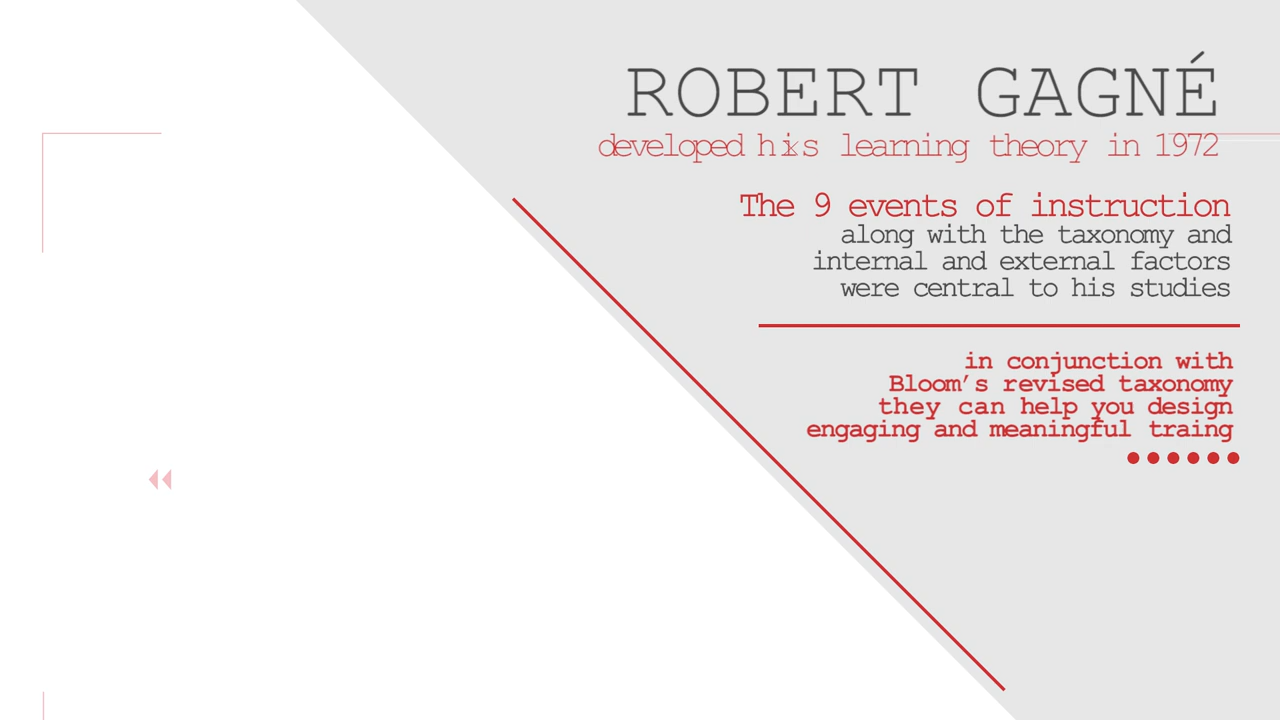 ROBERT GAGNÉ
developed his learning theory in 1972
The 9 events of instruction
along with the taxonomy and
internal and external factors
were central to his studies
in conjunction with
Bloom's revised taxonomy
they can help you design
engaging and meaningful traing